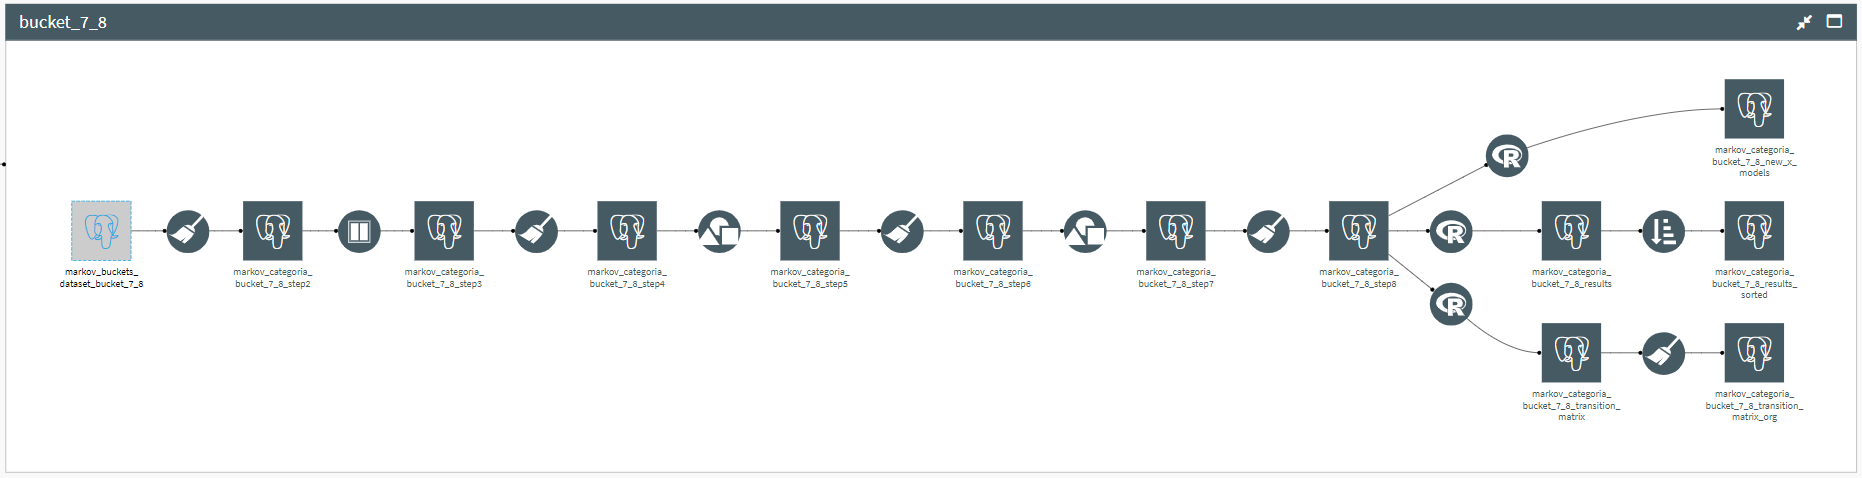 bucket_7_8
markov_categoria_
bucket_7_8_new_x_
models
markov_buckets_
dataset_bucket_7_8
markov_categoria_
bucket_7_8_step2
markov_categoria_
bucket_7_8_step3
markov_categoria_
bucket_7_8_step4
markov_categoria_
bucket_7_8_step5
markov_categoria_
bucket_7_8_step6
markov_categoria_
bucket_7_8_step7
markov_categoria_
bucket_7_8_step8
markov_categoria_
bucket_7_8_results
markov_categoria_
bucket_7_8_results_
sorted
markov_categoria_
bucket_7_8_transition_
matrix
markov_categoria_
bucket_7_8_transition_
matrix_org
R
R
R